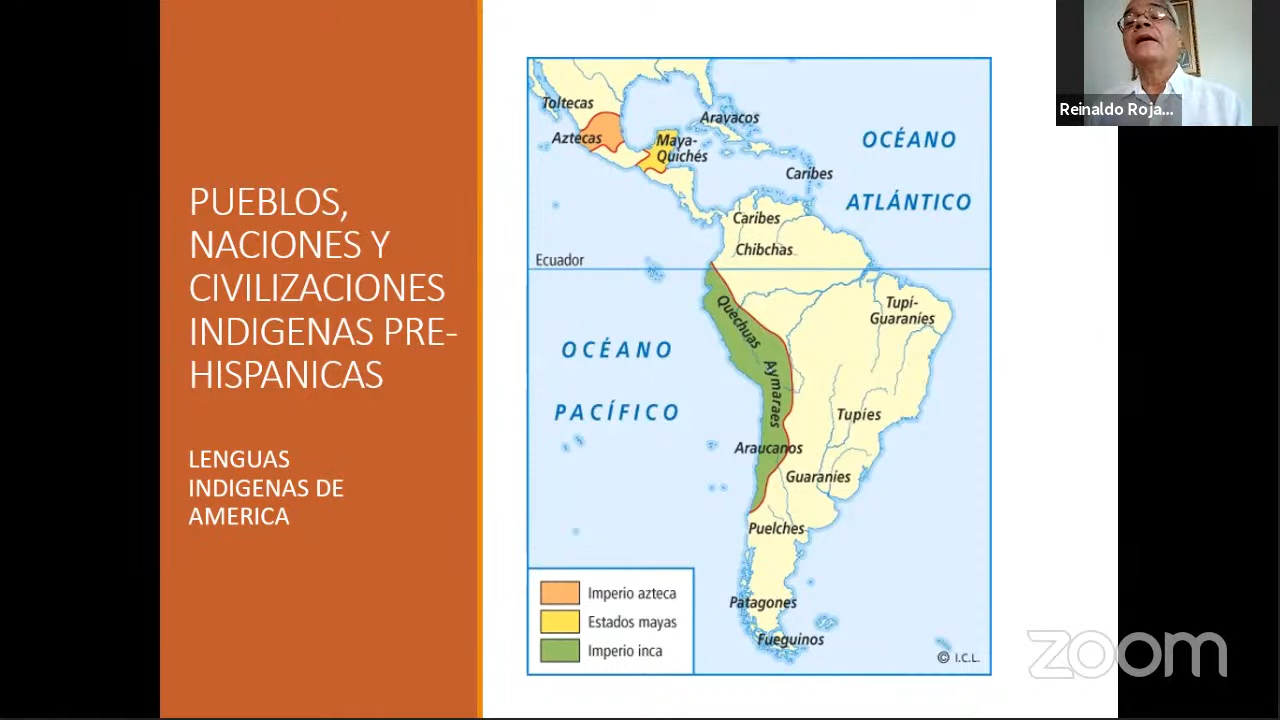 PUEBLOS,
NACIONES Y
CIVILIZACIONES
INDIGENAS PRE-
HISPANICAS
LENGUAS
INDIGENAS DE
AMERICA
Toltecas
Aztecas
Maya-
Quichés
Aravacos
Caribes
OCÉANO
ATLÁNTICO
Caribes
Chibchas
Ecuador
Quechuas
Aymaraes
Tupí-
Guaraníes
OCÉANO
PACÍFICO
Tupíes
Araucanos
Guaraníes
Puelches
Patagones
Fueguinos
Imperio azteca
Estados mayas
Imperio inca
© I.C.L.
Reinaldo Roja...
zoom